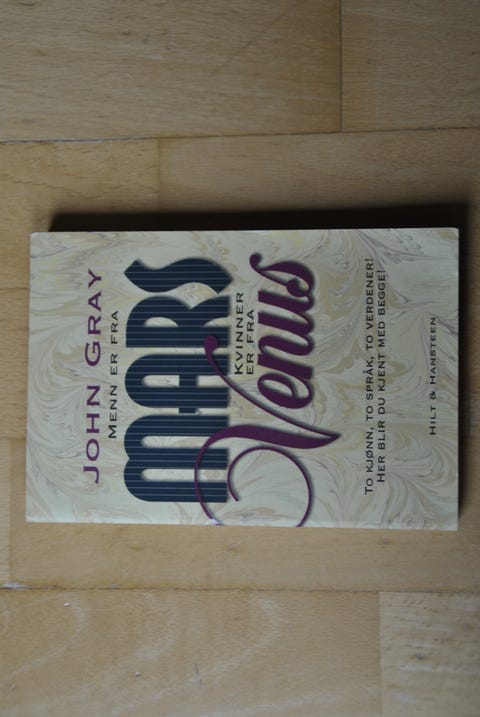 JOHN GRAY
MENN ER FRA
MARS
KVINNER
ER FRA
Venus
TO KJØNN, TO SPRÅK, TO VERDENER!
HER BLIR DU KJENT MED BEGGE!
HILT & HANSTEEN